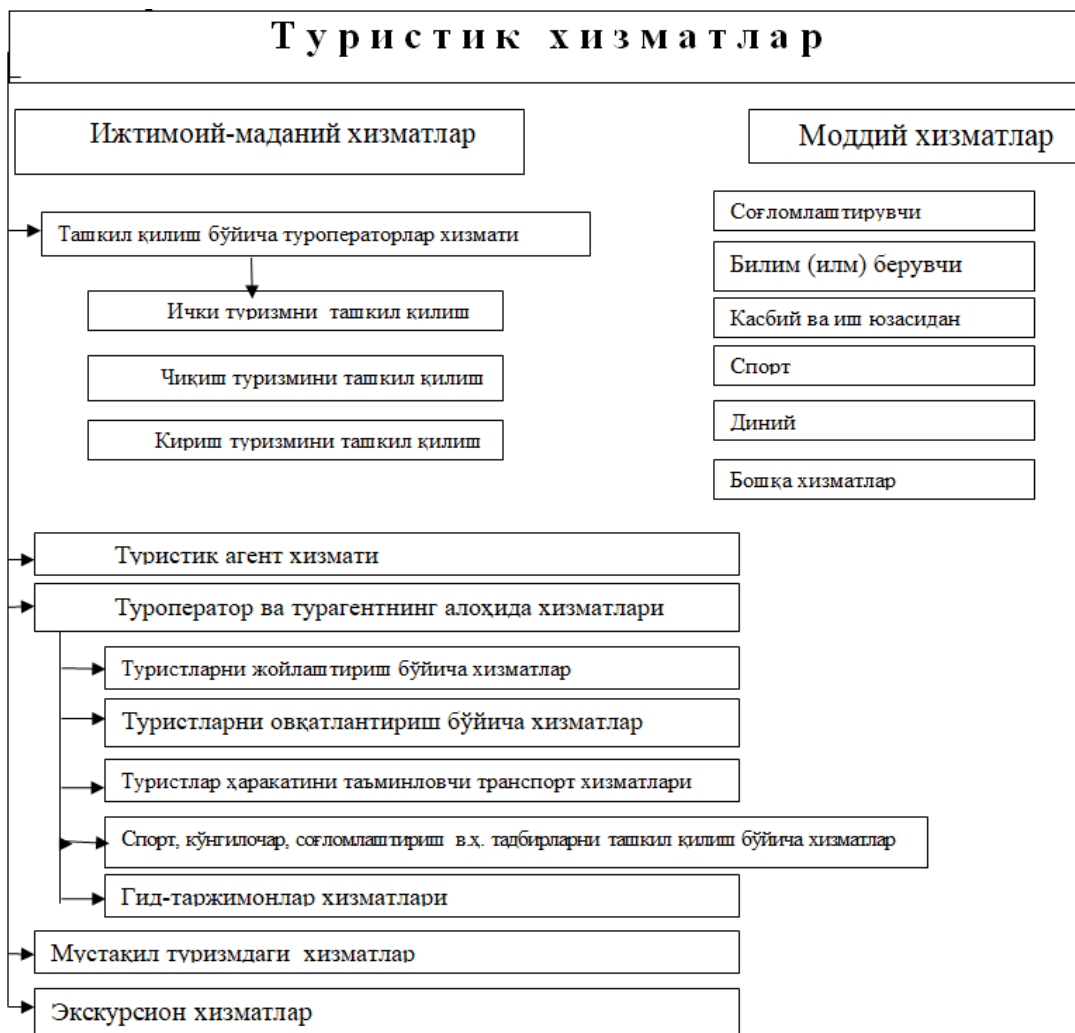 Туристик хизматлар
Ижтимоий-маданий хизматлар
Моддий хизматлар
Ташкил қилиш бўйича туроператорлар хизмати
Ички туризмни ташкил қилиш
Чиқиш туризмини ташкил қилиш
Кириш туризмини ташкил қилиш
Соғломлаштирувчи
Билим (илм) берувчи
Касбий ва иш юзасидан
Спорт
Диний
Бошқа хизматлар
Туристик агент хизмати
Туроператор ва турагентнинг алоҳида хизматлари
Туристларни жойлаштириш бўйича хизматлар
Туристларни овқатлантириш бўйича хизматлар
Туристлар ҳаракатини таъминловчи транспорт хизматлари
Спорт, кўнгилочар, соғломлаштириш в.ҳ. тадбирларни ташкил қилиш бўйича хизматлар
Гид-таржимонлар хизматлари
Мустақил туризмдаги хизматлар
Экскурсион хизматлар